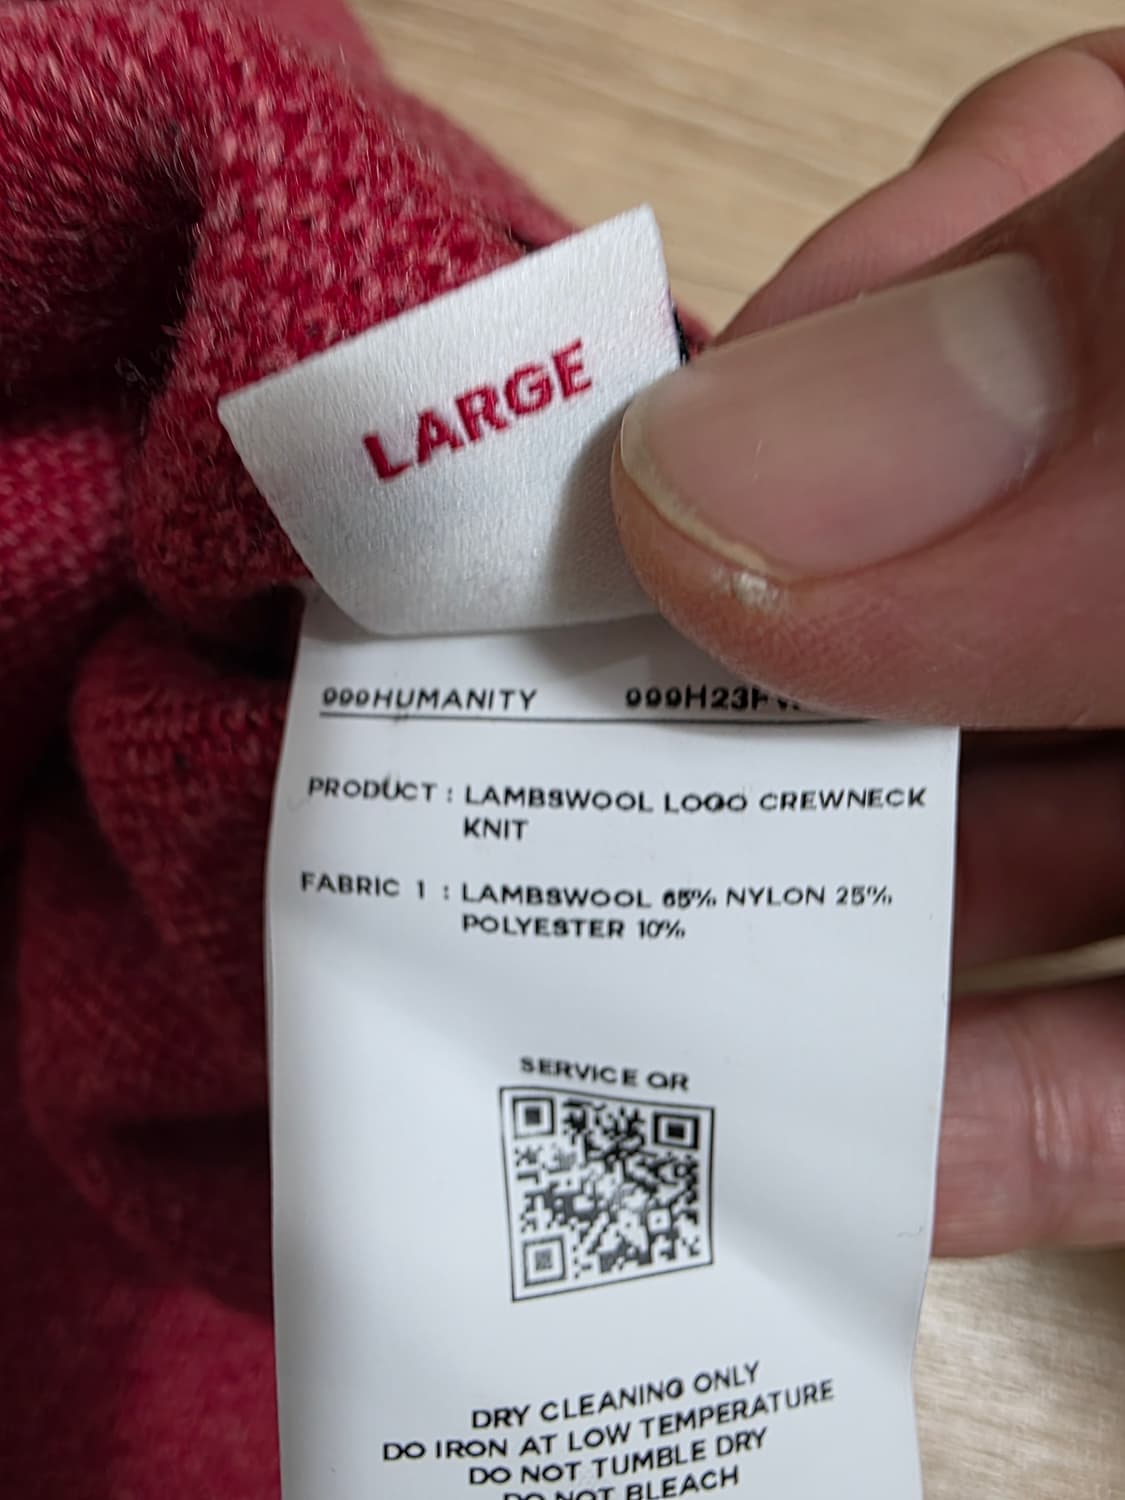 LARGE
999HUMANITY 999H23F
PRODUCT : LAMBSWOOL LOGO CREWNECK
KNIT
FABRIC 1 : LAMBSWOOL 65% NYLON 25%
POLYESTER 10%
SERVICE QR
DRY CLEANING ONLY
DO IRON AT LOW TEMPERATURE
DO NOT TUMBLE DRY
DO NOT BLEACH